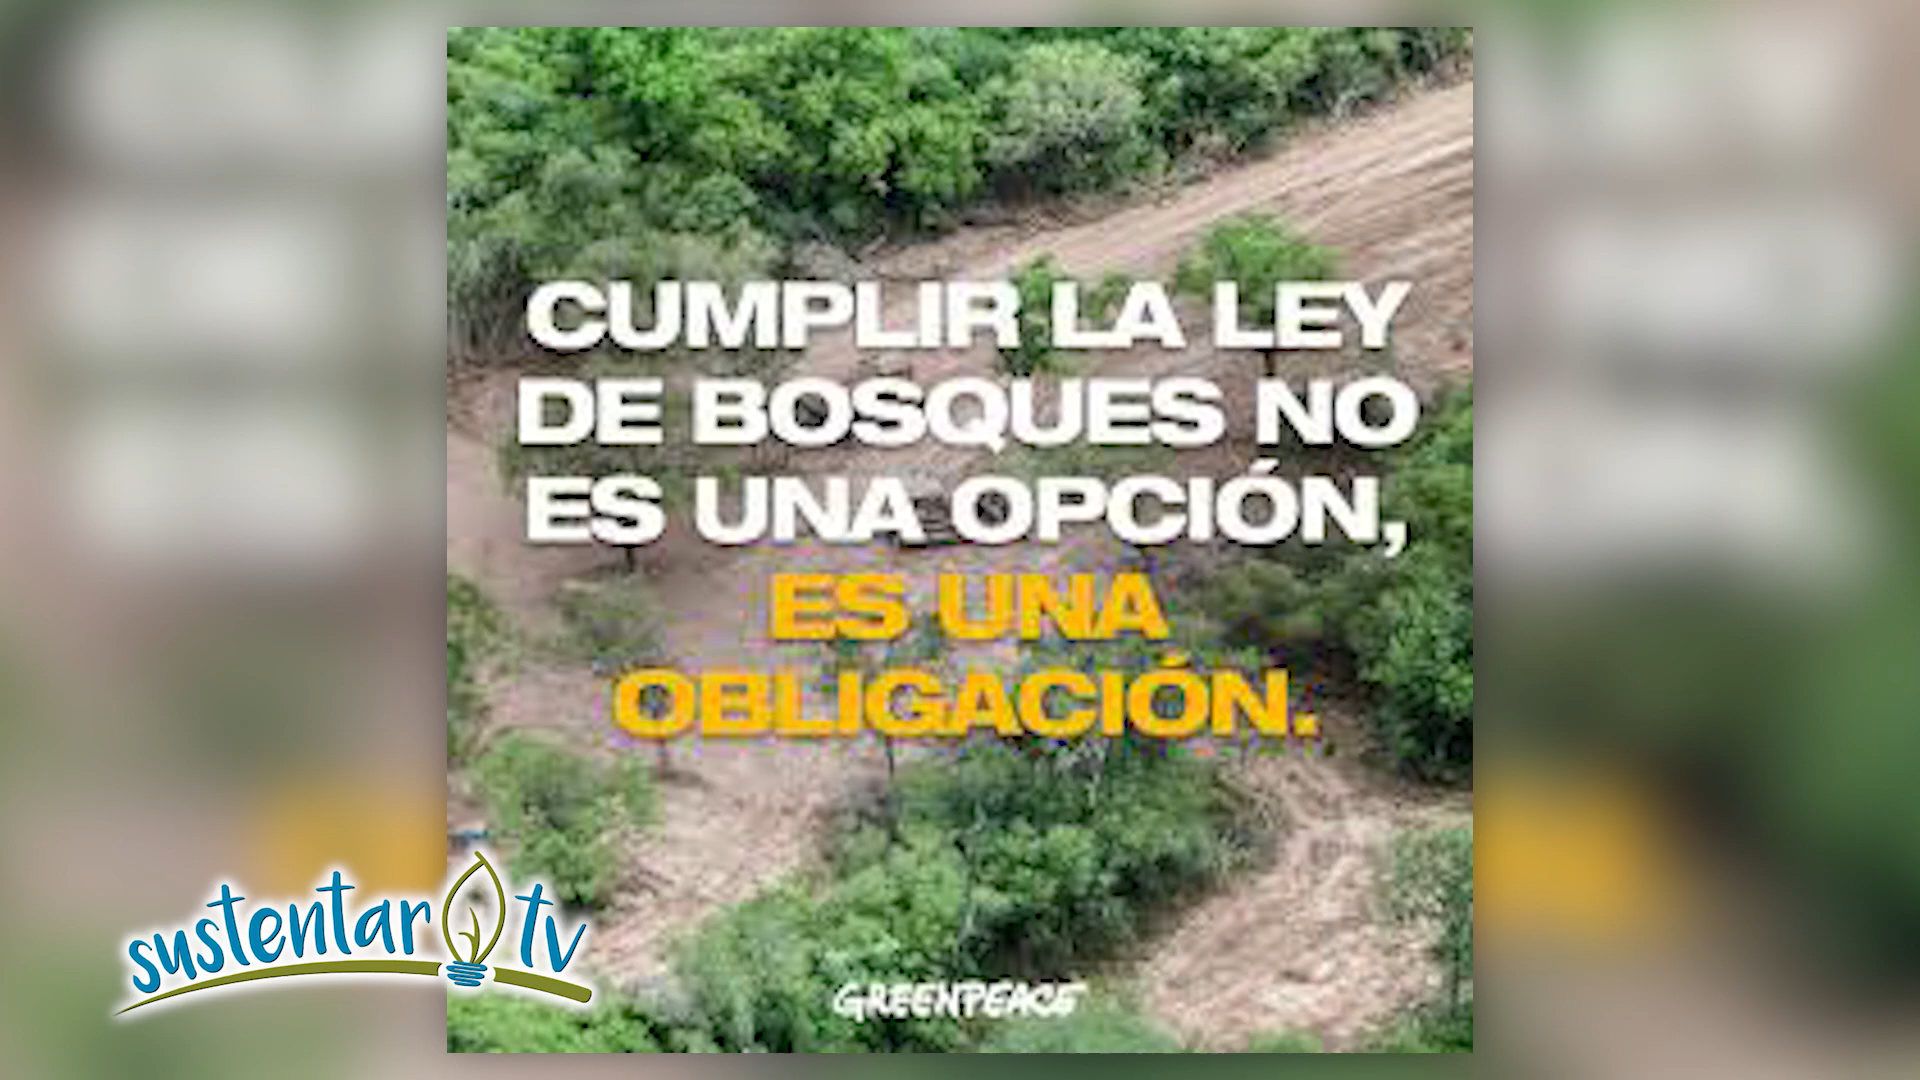 CUMPLIR LA LEY
DE BOSQUES NO
ES UNA OPCIÓN,
ES UNA
OBLIGACIÓN.
GREENPEACE
sustentar tv